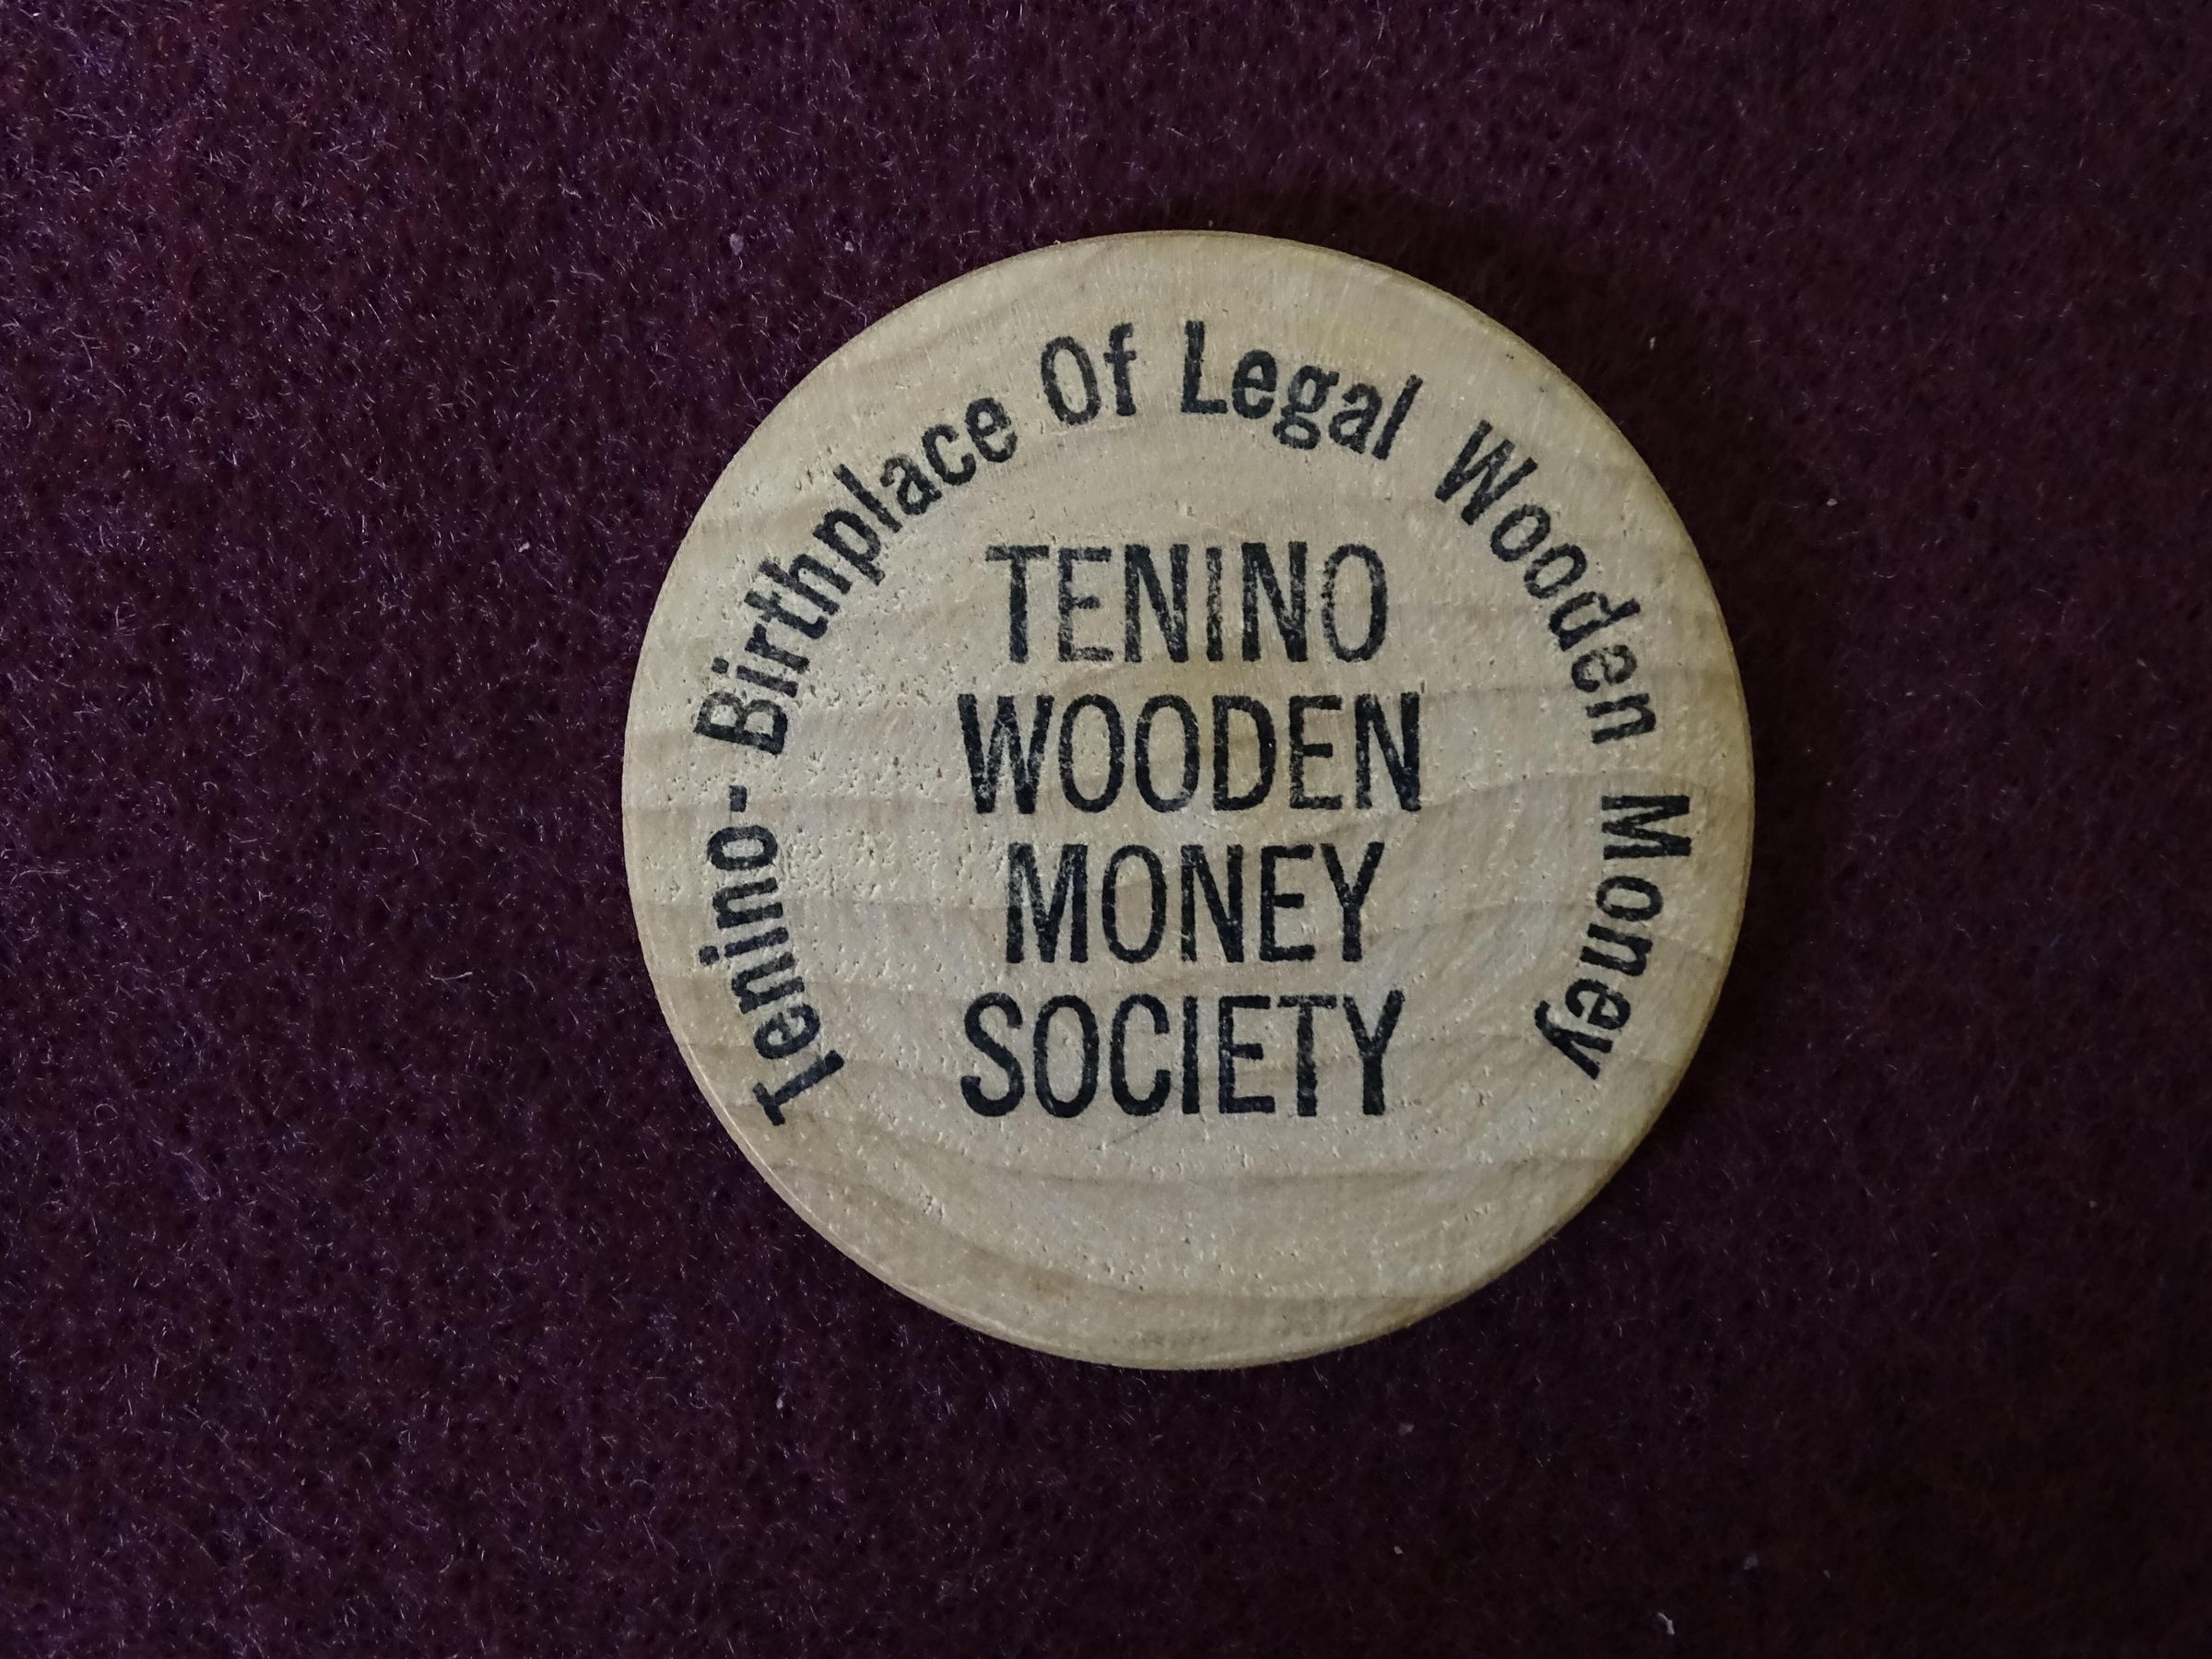 Tenino- Birthplace Of Legal Wooden Money
TENINO
WOODEN
MONEY
SOCIETY